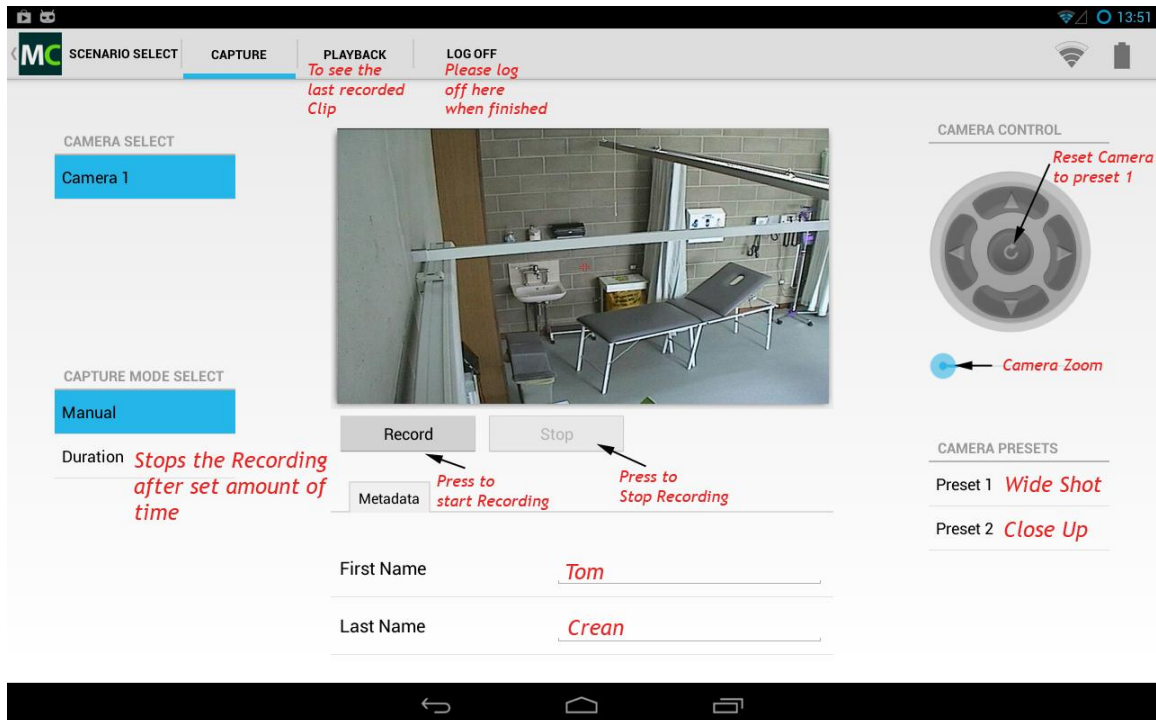 13:51
MC SCENARIO SELECT CAPTURE PLAYBACK LOG OFF
To see the
last recorded
Clip
Please log
off here
when finished
CAMERA SELECT
Camera 1
CAPTURE MODE SELECT
Manual
Duration Stops the Recording
after set amount of
time
Record
Stop
Press to
start Recording
Press to
Stop Recording
Metadata
First Name Tom
Last Name Crean
CAMERA CONTROL
Reset Camera
to preset 1
Camera Zoom
CAMERA PRESETS
Preset 1 Wide Shot
Preset 2 Close Up